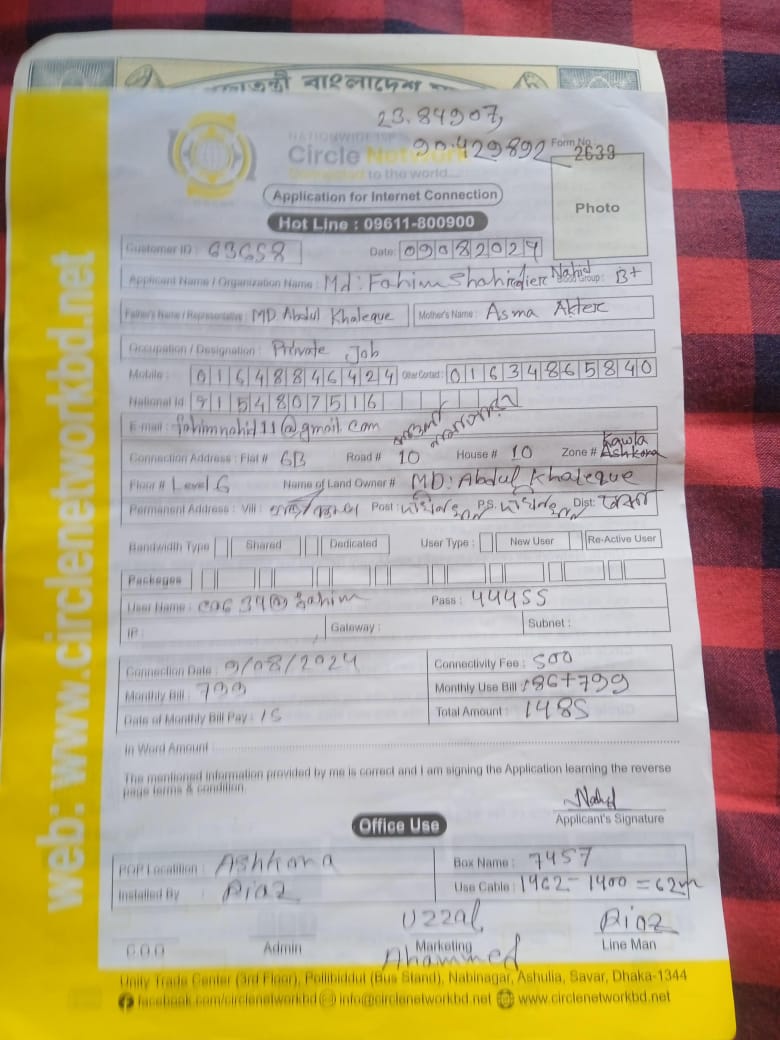 বাংলাদেশ
23.84907,
90.429892
NATIONWIDE ISP
Form No. 2639
Circle Network
Connected to the world...
Application for Internet Connection
Photo
Hot Line : 09611-800900
Customer ID : 63658 Date: 09082024
Applicant Name / Organization Name : Md: Fahim Nahid Blood Group : B+
Father's Name / Representative : MD Abdul Khaleque Mother's Name : Asma Akter
Occupation / Designation : Private Job
Mobile : 01648846424 Other Contact : 01634865840
National Id 9154807516
E-mail : fahimnahid11@gmail.com
Connection Address : Flat # 6B Road # 10 House # 10 Zone # Kawla Ashkona
Floor # Level 6 Name of Land Owner # MD: Abdul Khaleque
Permanent Address : Vill : Post : P.S. Dist: ঢাকা
Bandwidth Type Shared Dedicated User Type : New User Re-Active User
Packages
User Name : Pass : 44455
IP : Gateway : Subnet :
Connection Date : 9/08/2024 Connectivity Fee : 500
Monthly Bill : 799 Monthly Use Bill : 186+799
Date of Monthly Bill Pay : 15 Total Amount : 1485
In Word Amount :
The mentioned information provided by me is correct and I am signing the Application learning the reverse
page terms & condition.
Nahid
Applicant's Signature
Office Use
POP Location : Ashkona Box Name : 7457
Installed By : Riaz Use Cable : 1462-1400=62m
Uzzal Riaz
Admin Marketing Line Man
Ahammed
Unity Trade Center (3rd Floor), Pollibiddut (Bus Stand), Nabinagar, Ashulia, Savar, Dhaka-1344
facebook.com/circlenetworkbd info@circlenetworkbd.net www.circlenetworkbd.net
web: www.circlenetworkbd.net